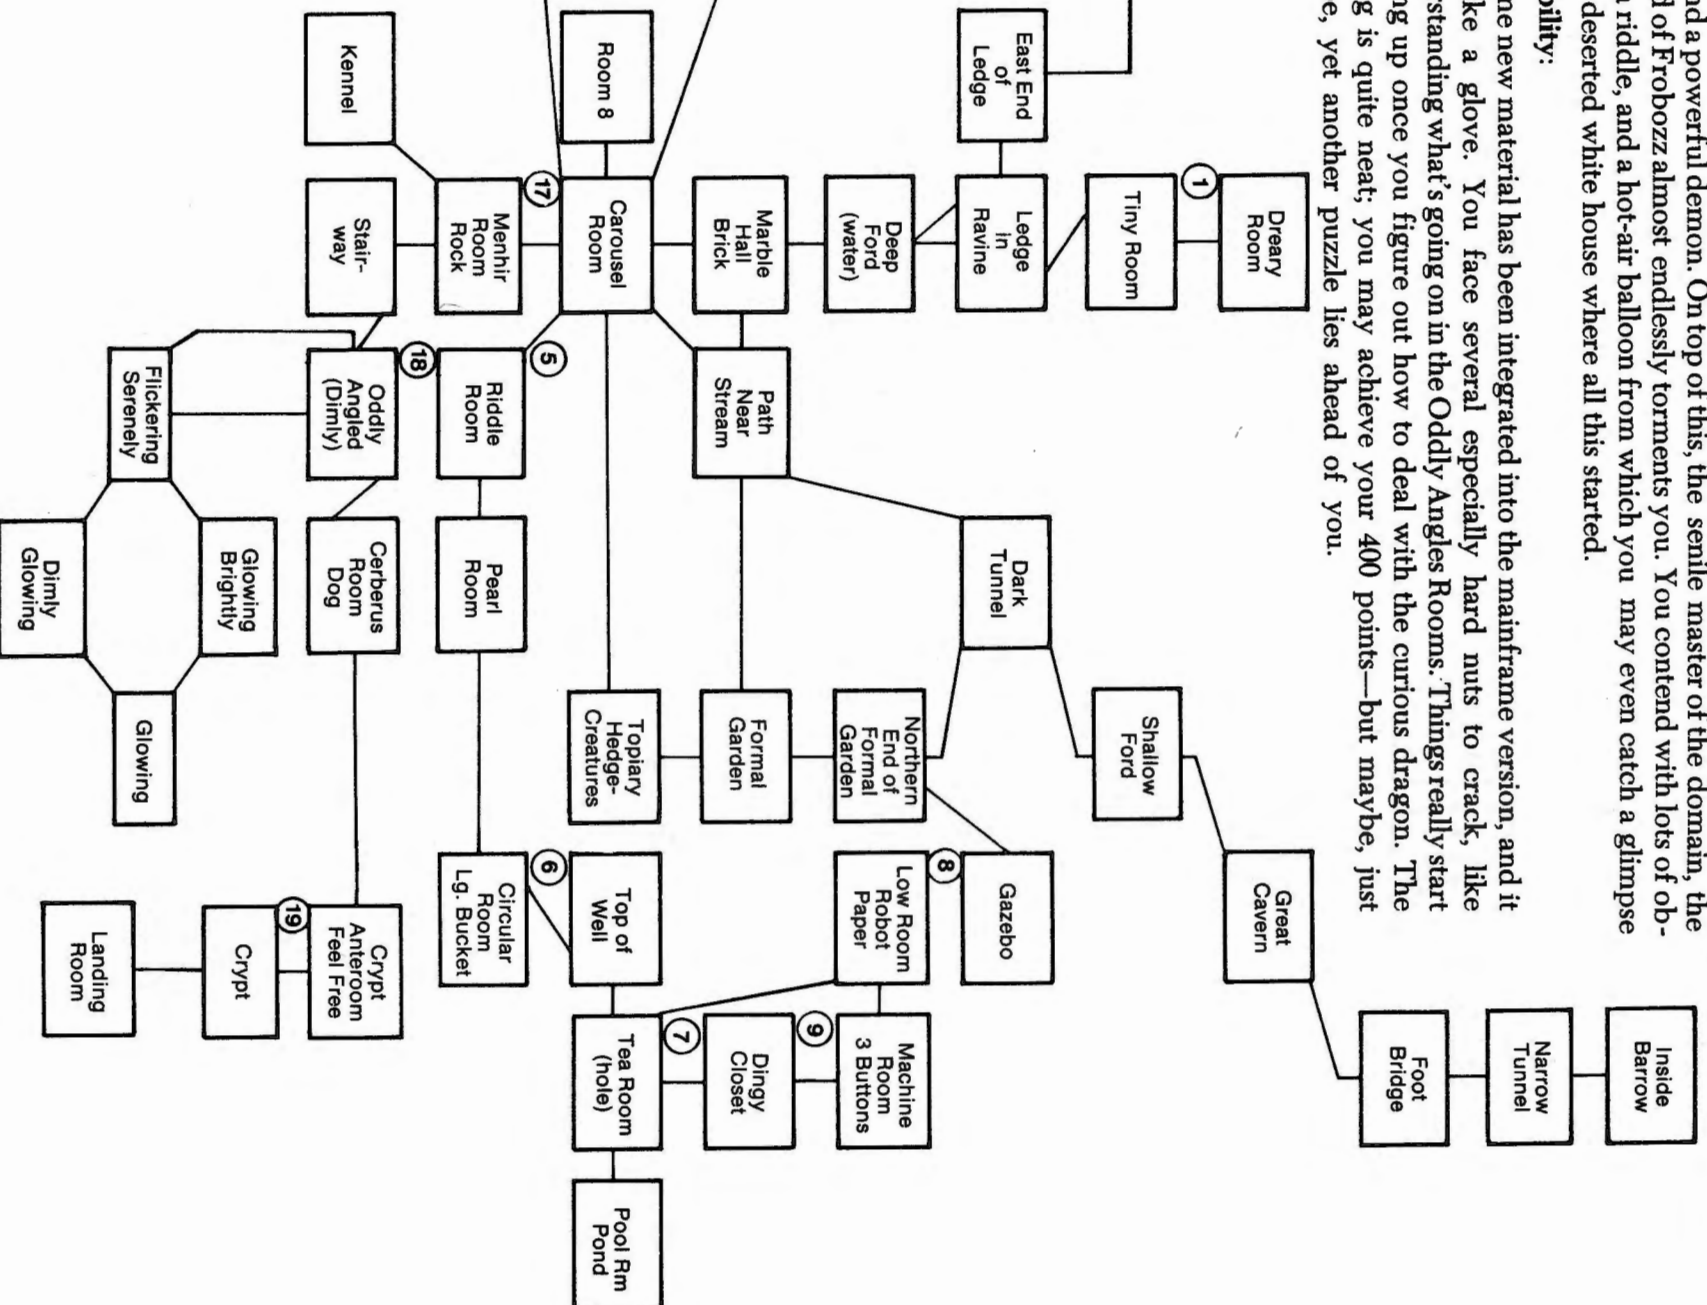 nd a powerful demon. On top of this, the senile master of the domain, the
d of Frobozz almost endlessly torments you. You contend with lots of ob-
riddle, and a hot-air balloon from which you may even catch a glimpse
deserted white house where all this started.
bility:
ne new material has been integrated into the mainframe version, and it
ke a glove. You face several especially hard nuts to crack, like
rstanding what's going on in the Oddly Angles Rooms. Things really start
ng up once you figure out how to deal with the curious dragon. The
g is quite neat; you may achieve your 400 points—but maybe, just
e, yet another puzzle lies ahead of you.
Inside
Barrow
Narrow
Tunnel
Foot
Bridge
Great
Cavern
Shallow
Ford
Dreary
Room
1
Tiny Room
East End
of
Ledge
Ledge
in
Ravine
Dark
Tunnel
Gazebo
8
Deep
Ford
(water)
Northern
End of
Formal
Garden
Low Room
Robot
Paper
Machine
Room
3 Buttons
9
Marble
Hall
Brick
Path
Near
Stream
Formal
Garden
Dingy
Closet
7
Room 8
Carousel
Room
Topiary
Hedge-
Creatures
Top of
Well
Tea Room
(hole)
Pool Rm
Pond
17
5
6
Menhir
Room
Rock
Riddle
Room
Pearl
Room
Circular
Room
Lg. Bucket
18
Kennel
Stair-
way
Oddly
Angled
(Dimly)
Cerberus
Room
Dog
Crypt
Anteroom
Feel Free
19
Glowing
Brightly
Crypt
Flickering
Serenely
Glowing
Landing
Room
Dimly
Glowing